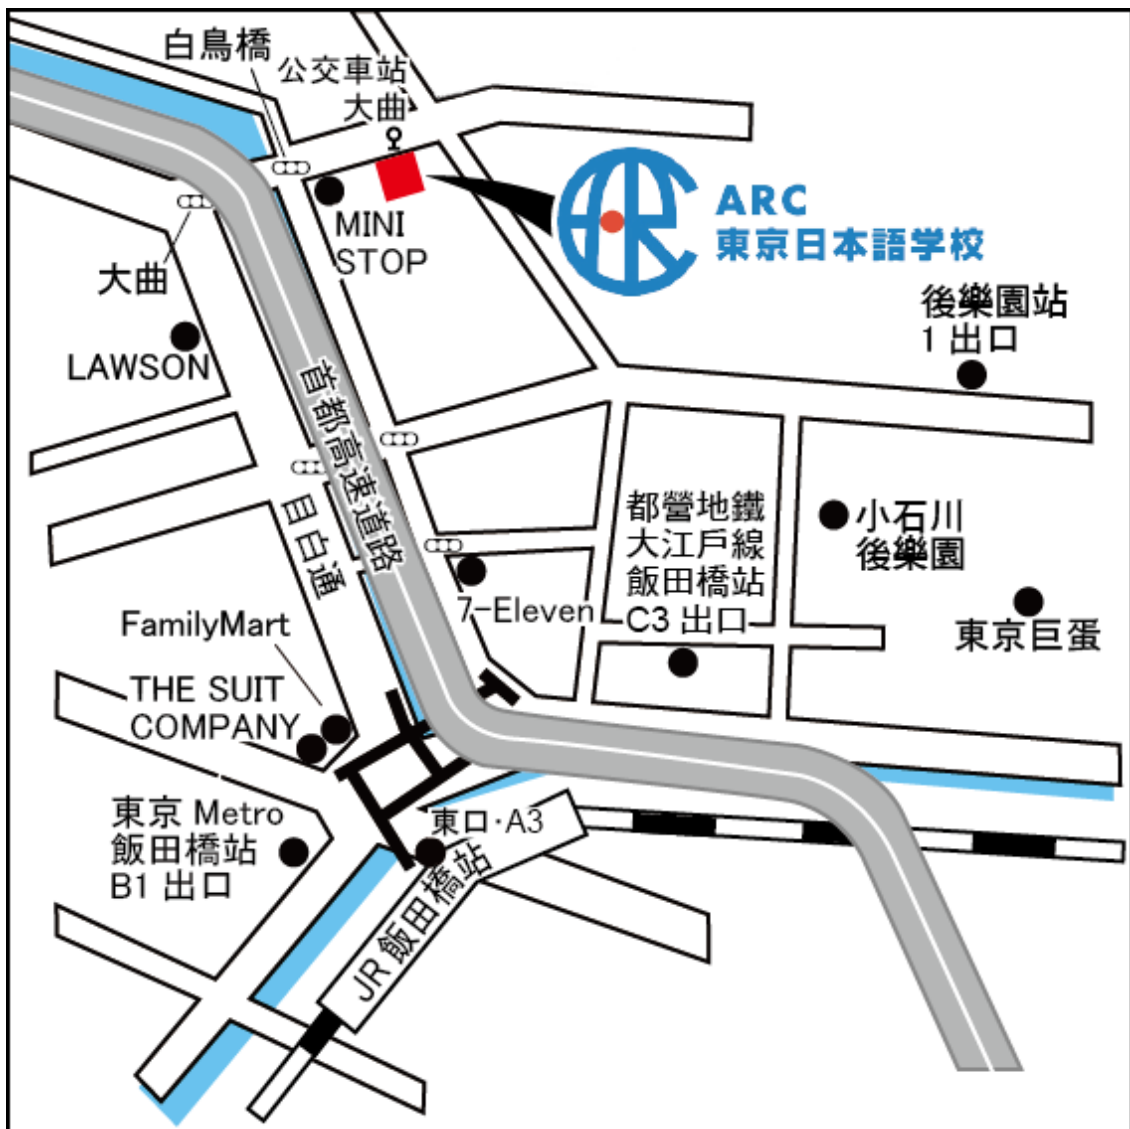 白鳥橋
公交車站
大曲
MINI
STOP
ARC
東京日本語学校
大曲
後樂園站
1 出口
LAWSON
首都高速道路
目白通
都營地鐵
大江戶線
飯田橋站
C3 出口
小石川
後樂園
7-Eleven
東京巨蛋
FamilyMart
THE SUIT
COMPANY
東京 Metro
飯田橋站
B1 出口
東口·A3
JR 飯田橋站